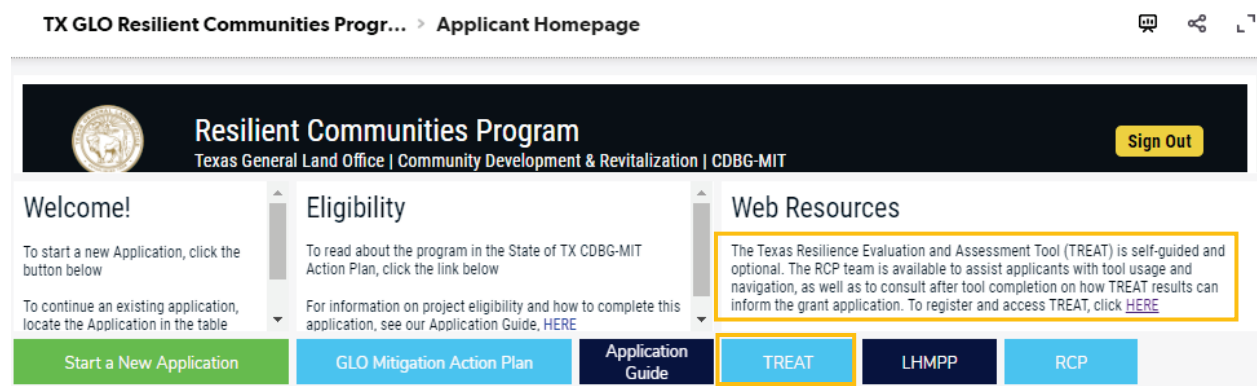 TX GLO Resilient Communities Progr... > Applicant Homepage
Resilient Communities Program
Texas General Land Office | Community Development & Revitalization | CDBG-MIT
Sign Out
Welcome!
To start a new Application, click the
button below
To continue an existing application,
locate the Application in the table
Eligibility
To read about the program in the State of TX CDBG-MIT
Action Plan, click the link below
For information on project eligibility and how to complete this
application, see our Application Guide, HERE
Web Resources
The Texas Resilience Evaluation and Assessment Tool (TREAT) is self-guided and
optional. The RCP team is available to assist applicants with tool usage and
navigation, as well as to consult after tool completion on how TREAT results can
inform the grant application. To register and access TREAT, click HERE
Start a New Application
GLO Mitigation Action Plan
Application
Guide
TREAT
LHMPP
RCP